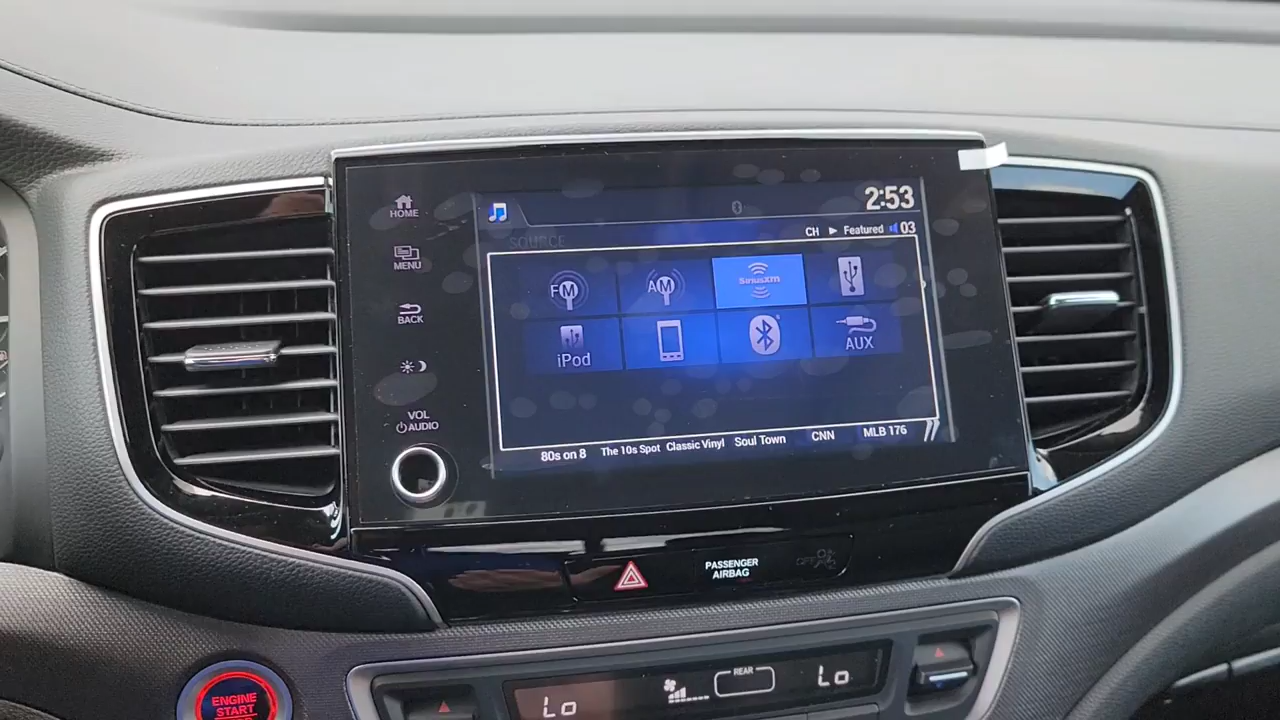 2:53
HOME
SOURCE
CH ► Featured 03
MENU
FM
AM
SiriusXM
BACK
iPod
AUX
VOL
AUDIO
80s on 8 The 10s Spot Classic Vinyl Soul Town CNN MLB 176
PASSENGER
AIRBAG
OFF
REAR
Lo
Lo
ENGINE
START